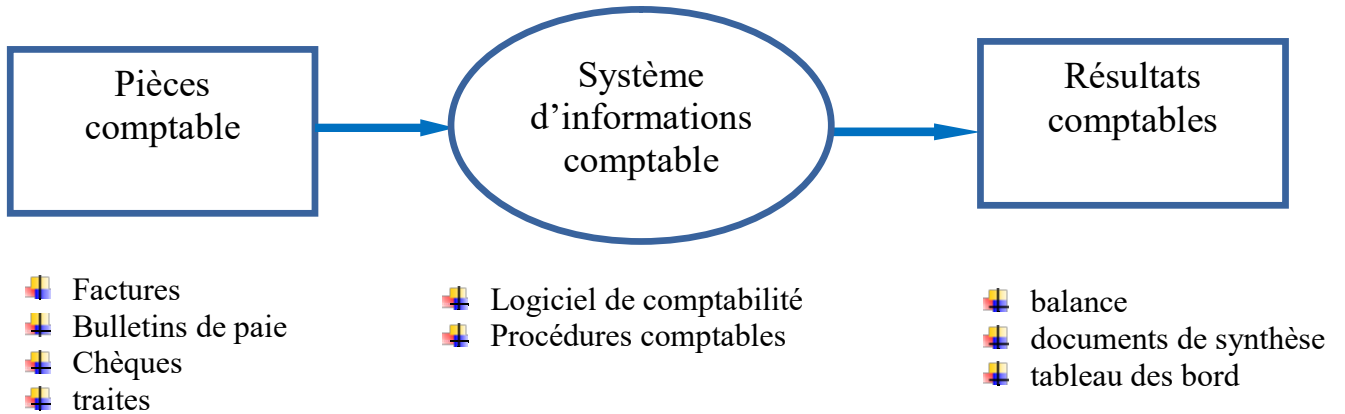 Pièces
comptable
Système
d’informations
comptable
Résultats
comptables
Factures
Bulletins de paie
Chèques
traites
Logiciel de comptabilité
Procédures comptables
balance
documents de synthèse
tableau des bord